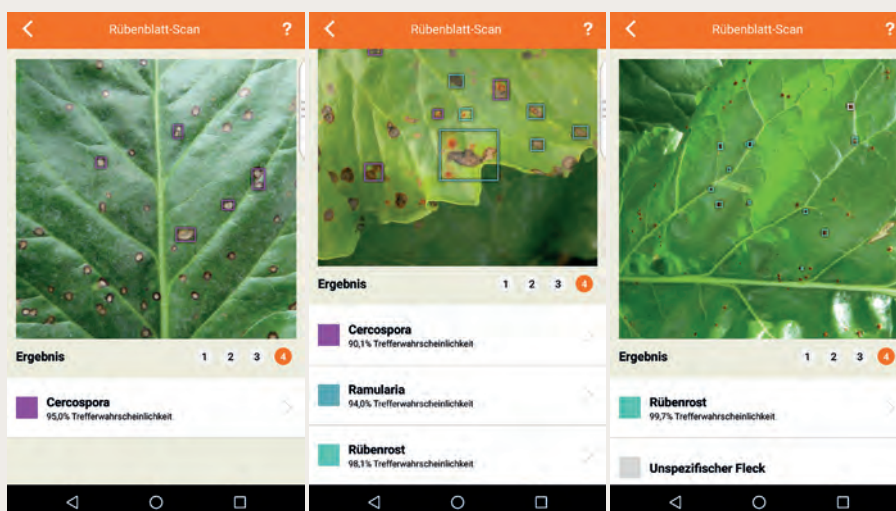 Rübenblatt-Scan ?
Ergebnis 1 2 3 4
Cercospora
95,0% Trefferwahrscheinlichkeit
Rübenblatt-Scan ?
Ergebnis 1 2 3 4
Cercospora
90,1% Trefferwahrscheinlichkeit
Ramularia
94,0% Trefferwahrscheinlichkeit
Rübenrost
98,1% Trefferwahrscheinlichkeit
Rübenblatt-Scan ?
Ergebnis 1 2 3 4
Rübenrost
99,7% Trefferwahrscheinlichkeit
Unspezifischer Fleck